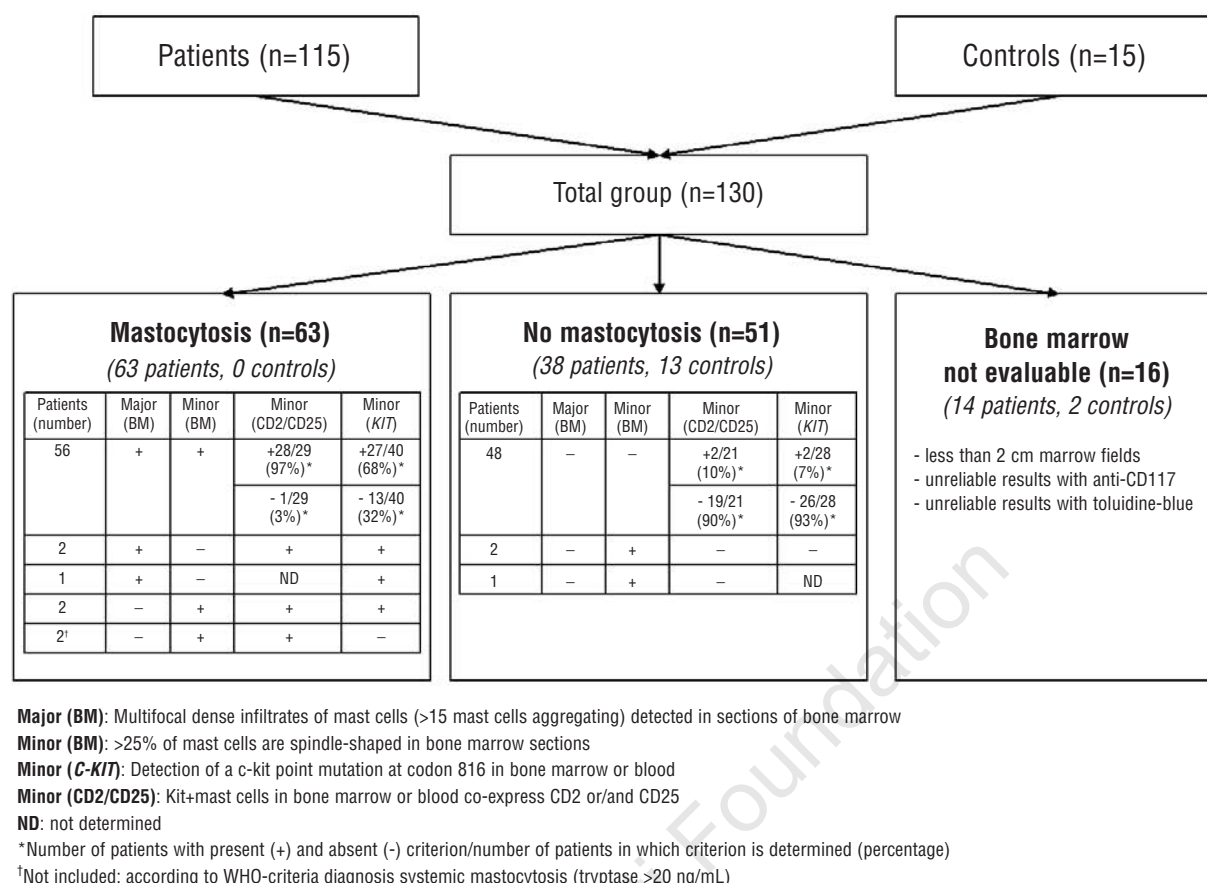 Patients (n=115)
Controls (n=15)
Total group (n=130)
Mastocytosis (n=63)
(63 patients, 0 controls)
Patients (number) Major (BM) Minor (BM) Minor (CD2/CD25) Minor (KIT)
56 + + +28/29 (97%)* +27/40 (68%)*
- 1/29 (3%)* - 13/40 (32%)*
2 + – + +
1 + – ND +
2 – + + +
2† – + + –
No mastocytosis (n=51)
(38 patients, 13 controls)
Patients (number) Major (BM) Minor (BM) Minor (CD2/CD25) Minor (KIT)
48 – – +2/21 (10%)* +2/28 (7%)*
- 19/21 (90%)* - 26/28 (93%)*
2 – + – –
1 – + – ND
Bone marrow
not evaluable (n=16)
(14 patients, 2 controls)
- less than 2 cm marrow fields
- unreliable results with anti-CD117
- unreliable results with toluidine-blue
Major (BM): Multifocal dense infiltrates of mast cells (>15 mast cells aggregating) detected in sections of bone marrow
Minor (BM): >25% of mast cells are spindle-shaped in bone marrow sections
Minor (C-KIT): Detection of a c-kit point mutation at codon 816 in bone marrow or blood
Minor (CD2/CD25): Kit+mast cells in bone marrow or blood co-express CD2 or/and CD25
ND: not determined
*Number of patients with present (+) and absent (-) criterion/number of patients in which criterion is determined (percentage)
†Not included: according to WHO-criteria diagnosis systemic mastocytosis (tryptase >20 ng/mL)
Foundation